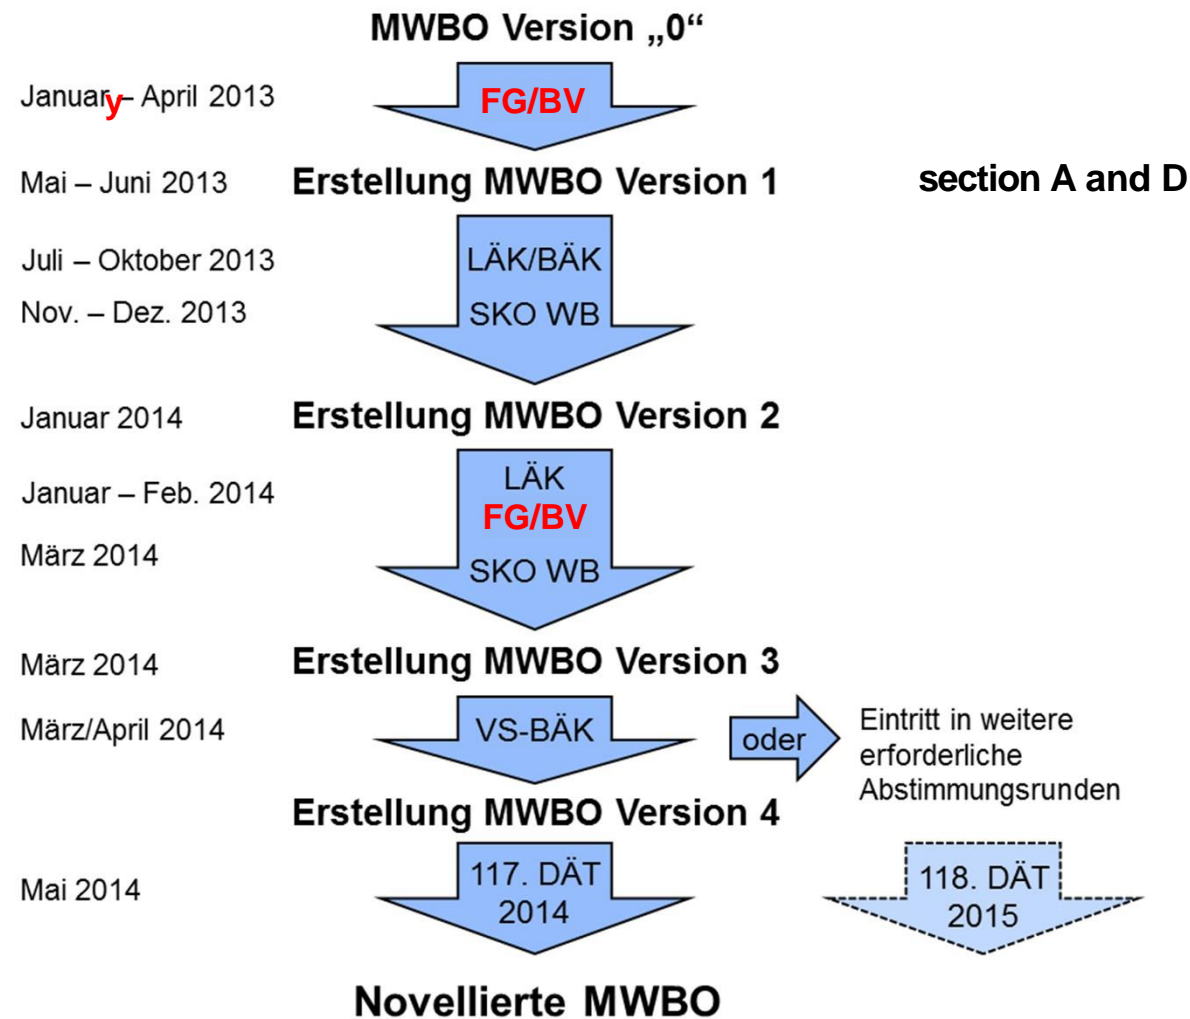 MWBO Version „0“
January – April 2013
FG/BV
Mai – Juni 2013
Erstellung MWBO Version 1
section A and D
Juli – Oktober 2013
LÄK/BÄK
Nov. – Dez. 2013
SKO WB
Januar 2014
Erstellung MWBO Version 2
Januar – Feb. 2014
LÄK
FG/BV
März 2014
SKO WB
März 2014
Erstellung MWBO Version 3
März/April 2014
VS-BÄK
oder
Eintritt in weitere
erforderliche
Abstimmungsrunden
Erstellung MWBO Version 4
Mai 2014
117. DÄT
2014
118. DÄT
2015
Novellierte MWBO